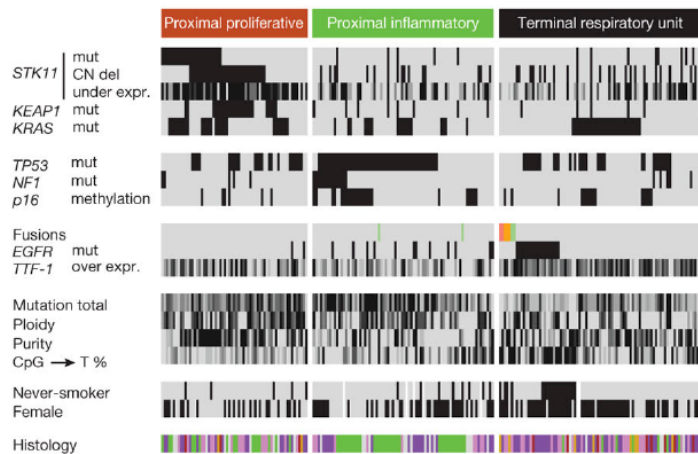 Proximal proliferative Proximal inflammatory Terminal respiratory unit
STK11 mut
CN del
under expr.
KEAP1 mut
KRAS mut
TP53 mut
NF1 mut
p16 methylation
Fusions
EGFR mut
TTF-1 over expr.
Mutation total
Ploidy
Purity
CpG → T %
Never-smoker
Female
Histology